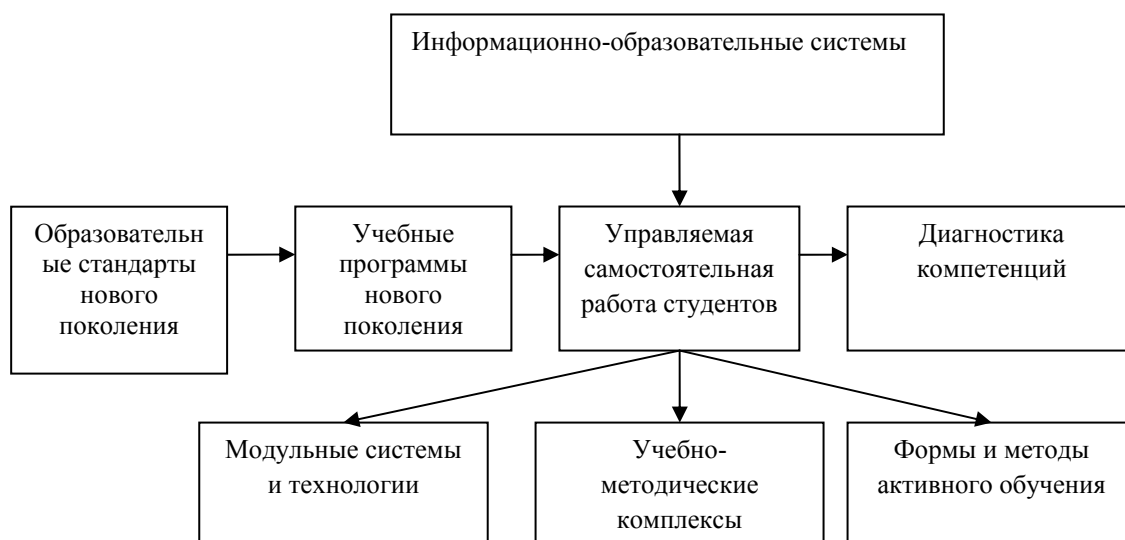 Информационно-образовательные системы
Образовательн
ые стандарты
нового
поколения
Учебные
программы
нового
поколения
Управляемая
самостоятельная
работа студентов
Диагностика
компетенций
Модульные системы
и технологии
Учебно-
методические
комплексы
Формы и методы
активного обучения